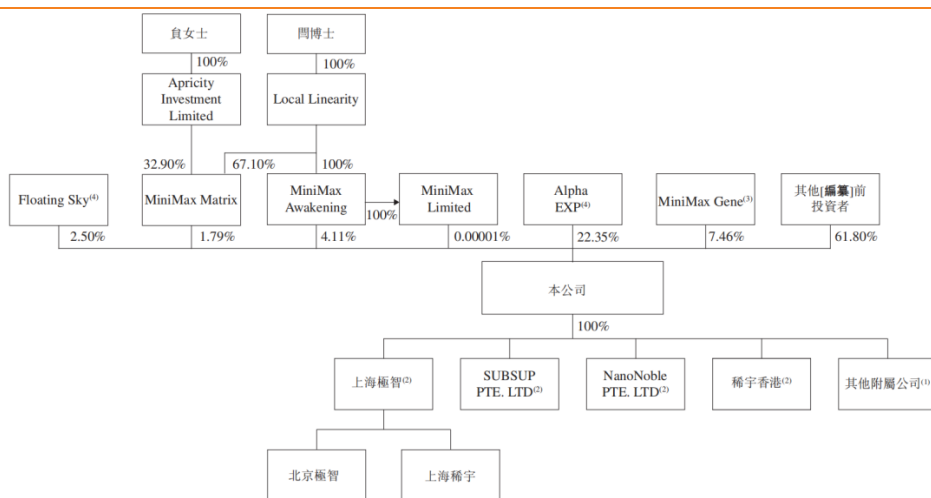 貟女士
閆博士
100%
100%
Apricity
Investment
Limited
Local Linearity
32.90%
67.10%
100%
Floating Sky(4)
MiniMax Matrix
MiniMax
Awakening
100%
MiniMax
Limited
Alpha
EXP(4)
MiniMax Gene(3)
其他[編纂]前
投資者
2.50%
1.79%
4.11%
0.00001%
22.35%
7.46%
61.80%
本公司
100%
上海極智(2)
SUBSUP
PTE. LTD(2)
NanoNoble
PTE. LTD(2)
稀宇香港(2)
其他附屬公司(1)
北京極智
上海稀宇